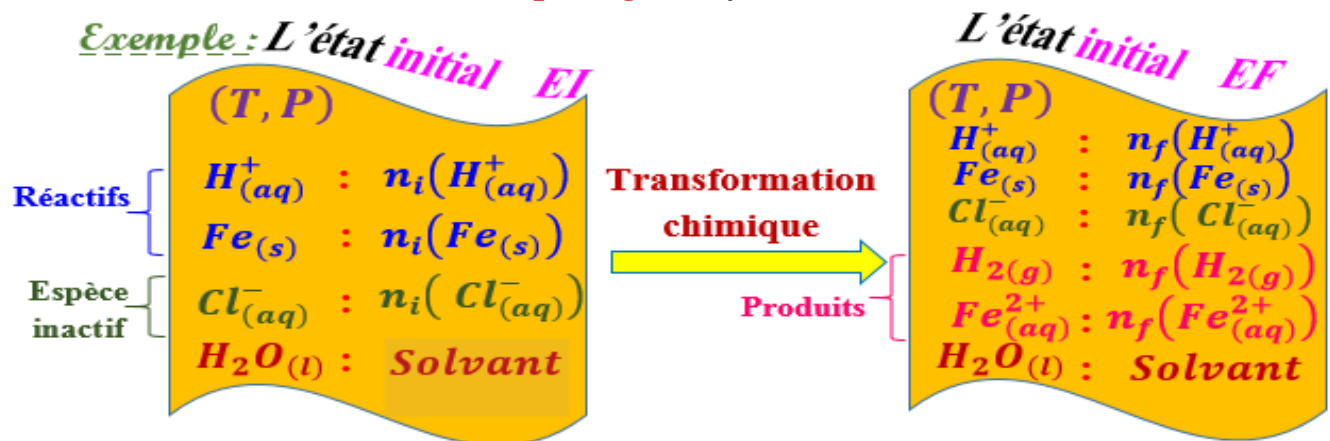 Exemple : L'état initial EI
(T, P)
Réactifs
H⁺(aq) : nᵢ(H⁺(aq))
Fe(s) : nᵢ(Fe(s))
Espèce inactif
Cl⁻(aq) : nᵢ( Cl⁻(aq))
H₂O(l) : Solvant
Transformation
chimique
L'état initial EF
(T, P)
H⁺(aq) : n_f(H⁺(aq))
Fe(s) : n_f(Fe(s))
Cl⁻(aq) : n_f( Cl⁻(aq))
Produits
H₂(g) : n_f(H₂(g))
Fe²⁺(aq) : n_f(Fe²⁺(aq))
H₂O(l) : Solvant